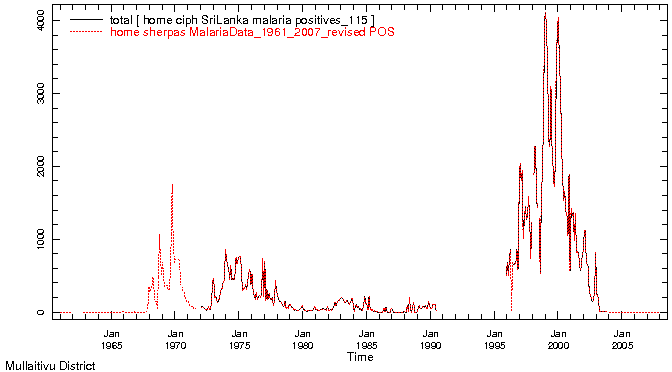 total [ home ciph SriLanka malaria positives_115 ]
home sherpas MalariaData_1961_2007_revised POS
4000
3000
2000
1000
0
Jan Jan Jan Jan Jan Jan Jan Jan Jan
1965 1970 1975 1980 1985 1990 1995 2000 2005
Time
Mullaitivu District